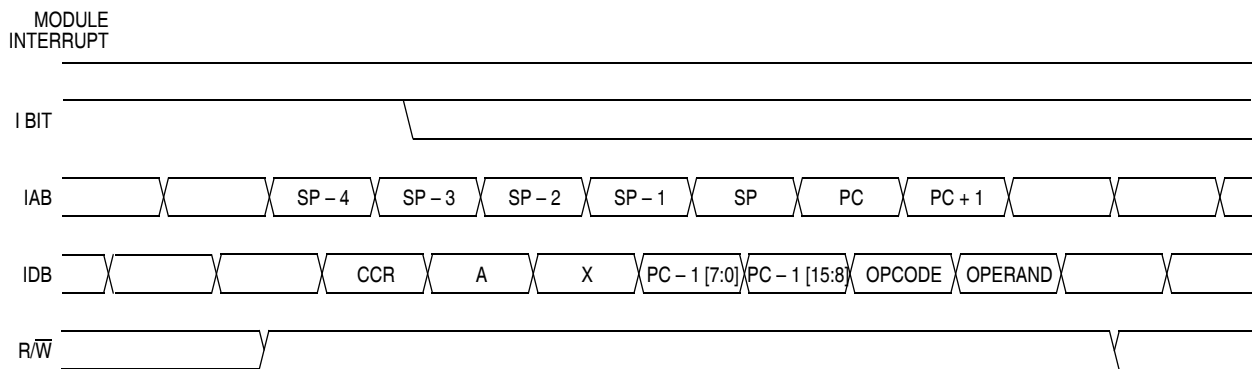 MODULE
INTERRUPT
I BIT
IAB SP – 4 SP – 3 SP – 2 SP – 1 SP PC PC + 1
IDB CCR A X PC – 1 [7:0] PC – 1 [15:8] OPCODE OPERAND
R/W̅